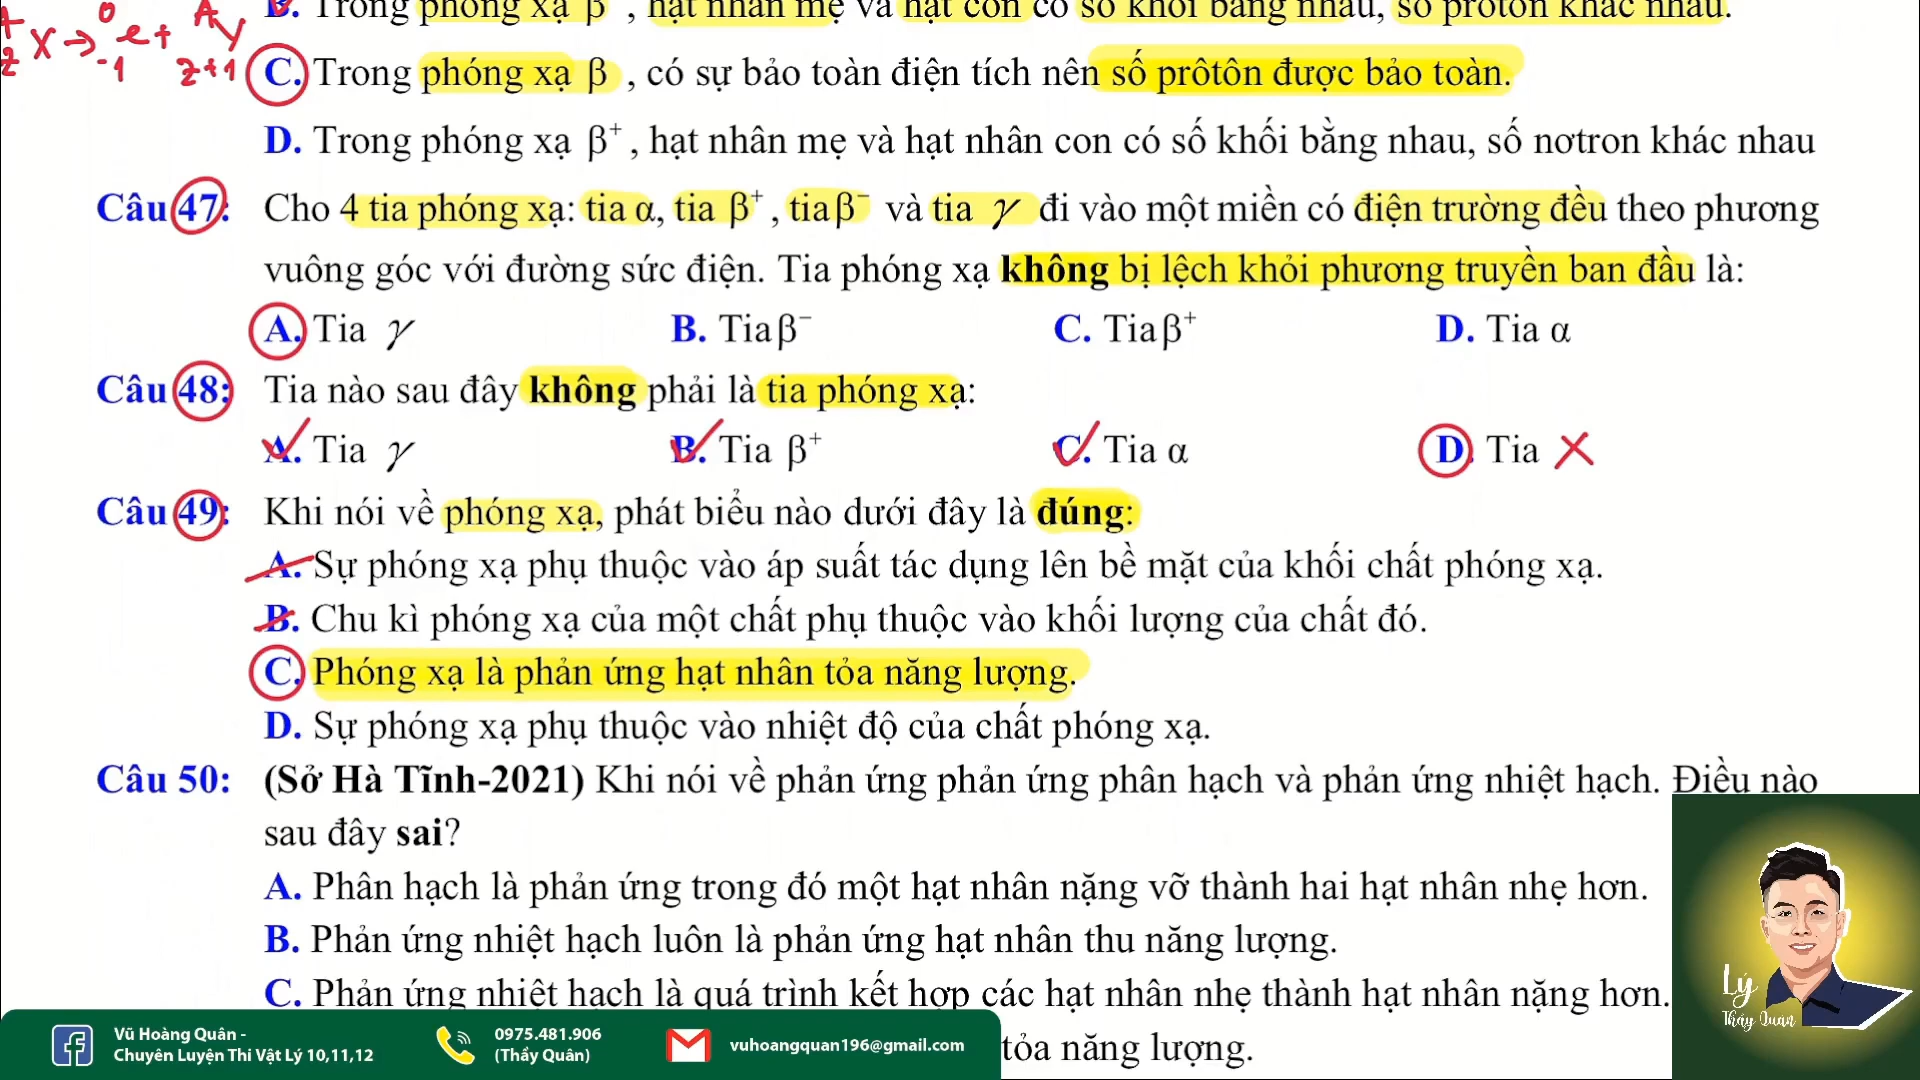 B. Trong phóng xạ β⁻, hạt nhân mẹ và hạt con có số khối bằng nhau, số prôtôn khác nhau.
A Z X → 0 -1 e + A Z+1 Y
C. Trong phóng xạ β , có sự bảo toàn điện tích nên số prôtôn được bảo toàn.
D. Trong phóng xạ β⁺ , hạt nhân mẹ và hạt nhân con có số khối bằng nhau, số nơtron khác nhau
Câu 47: Cho 4 tia phóng xạ: tia α, tia β⁺ , tia β⁻ và tia γ đi vào một miền có điện trường đều theo phương
vuông góc với đường sức điện. Tia phóng xạ không bị lệch khỏi phương truyền ban đầu là:
A. Tia γ B. Tia β⁻ C. Tia β⁺ D. Tia α
Câu 48: Tia nào sau đây không phải là tia phóng xạ:
A. Tia γ B. Tia β⁺ C. Tia α D. Tia X
Câu 49: Khi nói về phóng xạ, phát biểu nào dưới đây là đúng:
A. Sự phóng xạ phụ thuộc vào áp suất tác dụng lên bề mặt của khối chất phóng xạ.
B. Chu kì phóng xạ của một chất phụ thuộc vào khối lượng của chất đó.
C. Phóng xạ là phản ứng hạt nhân tỏa năng lượng.
D. Sự phóng xạ phụ thuộc vào nhiệt độ của chất phóng xạ.
Câu 50: (Sở Hà Tĩnh-2021) Khi nói về phản ứng phản ứng phân hạch và phản ứng nhiệt hạch. Điều nào
sau đây sai?
A. Phân hạch là phản ứng trong đó một hạt nhân nặng vỡ thành hai hạt nhân nhẹ hơn.
B. Phản ứng nhiệt hạch luôn là phản ứng hạt nhân thu năng lượng.
C. Phản ứng nhiệt hạch là quá trình kết hợp các hạt nhân nhẹ thành hạt nhân nặng hơn.
tỏa năng lượng.
Vũ Hoàng Quân -
Chuyên Luyện Thi Vật Lý 10,11,12
0975.481.906
(Thầy Quân)
vuhoangquan196@gmail.com
Lý
Thầy Quân